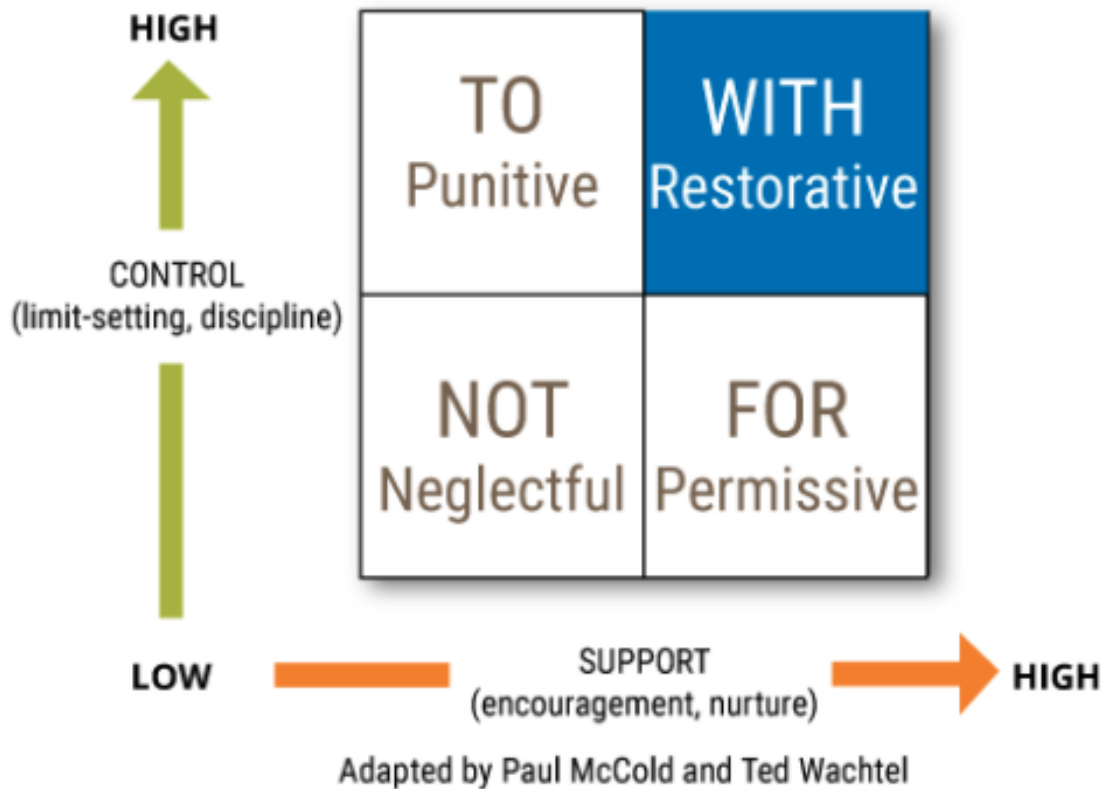 HIGH
TO
Punitive
WITH
Restorative
CONTROL
(limit-setting, discipline)
NOT
Neglectful
FOR
Permissive
LOW
SUPPORT
(encouragement, nurture)
HIGH
Adapted by Paul McCold and Ted Wachtel